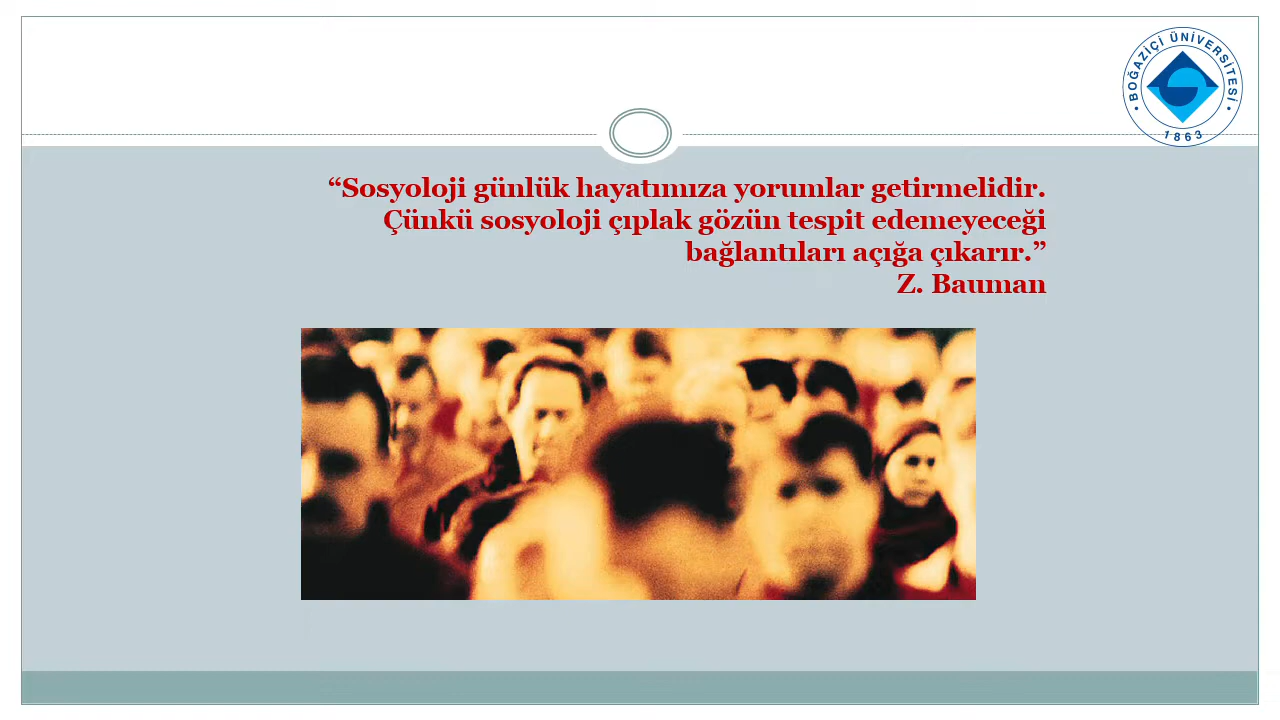 BOĞAZİÇİ ÜNİVERSİTESİ
1863
“Sosyoloji günlük hayatımıza yorumlar getirmelidir.
Çünkü sosyoloji çıplak gözün tespit edemeyeceği
bağlantıları açığa çıkarır.”
Z. Bauman